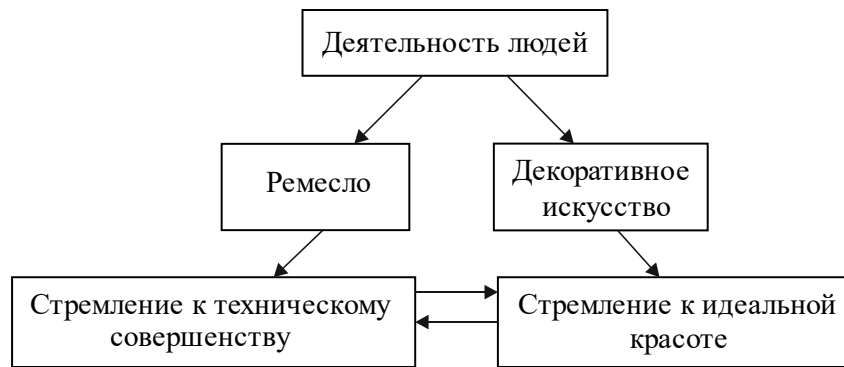 Деятельность людей
Ремесло
Декоративное
искусство
Стремление к техническому
совершенству
Стремление к идеальной
красоте